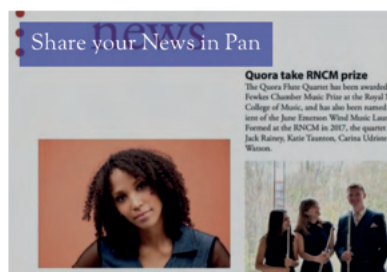 news
Share your News in Pan
Quora take RNCM prize
The Quora Flute Quartet has been awarded
Fewkes Chamber Music Prize at the Royal
College of Music, and has also been named
ient of the June Emerson Wind Music Lau
Formed at the RNCM in 2017, the quartet
Jack Rainey, Katie Taunton, Carina Udriste
Watson.